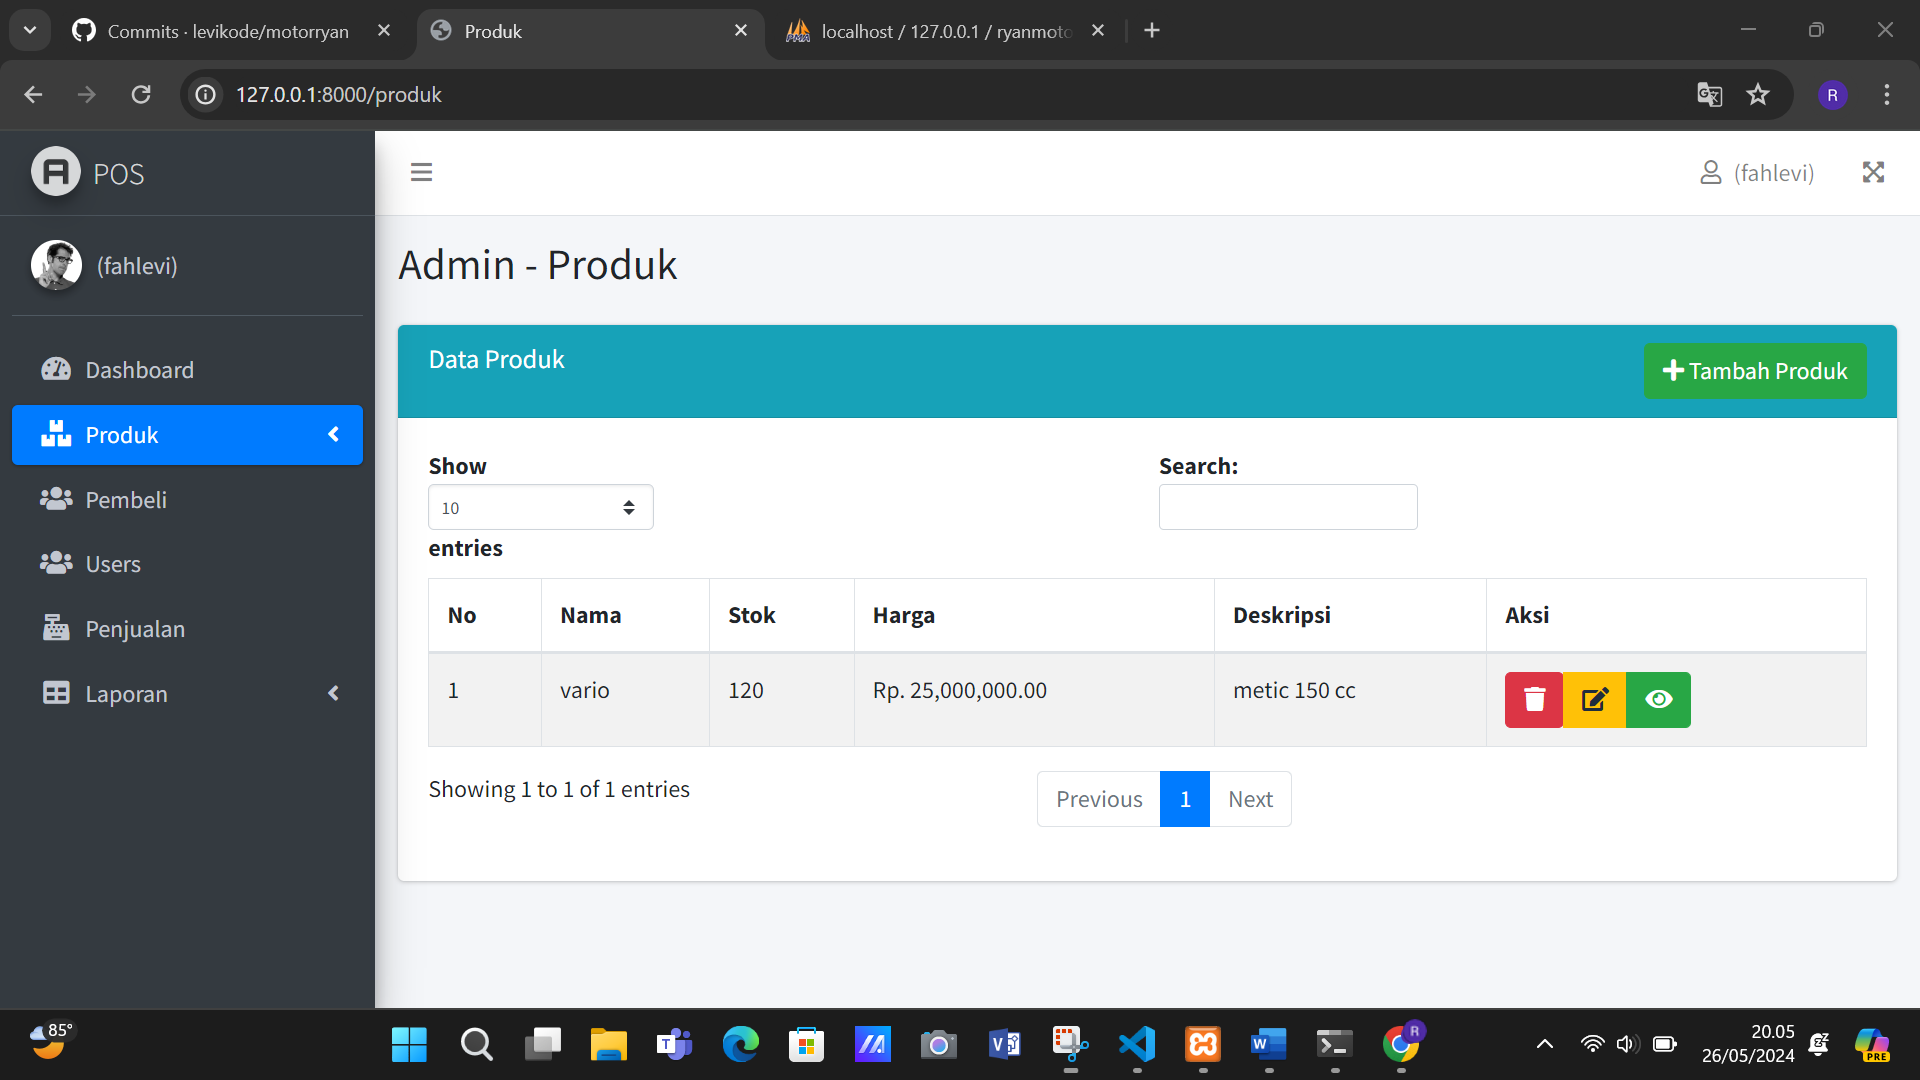 Commits · levikode/motorryan
Produk
localhost / 127.0.0.1 / ryanmoto
127.0.0.1:8000/produk
R
POS
(fahlevi)
(fahlevi)
Dashboard
Produk
Pembeli
Users
Penjualan
Laporan
Admin - Produk
Data Produk
Tambah Produk
Show
10
entries
Search:
No Nama Stok Harga Deskripsi Aksi
1 vario 120 Rp. 25,000,000.00 metic 150 cc
Showing 1 to 1 of 1 entries
Previous 1 Next
85°
20.05
26/05/2024
PRE